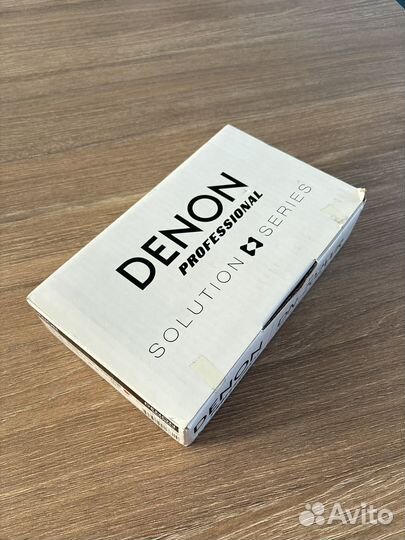 DENON
PROFESSIONAL
SOLUTION SERIES
DENON
Avito